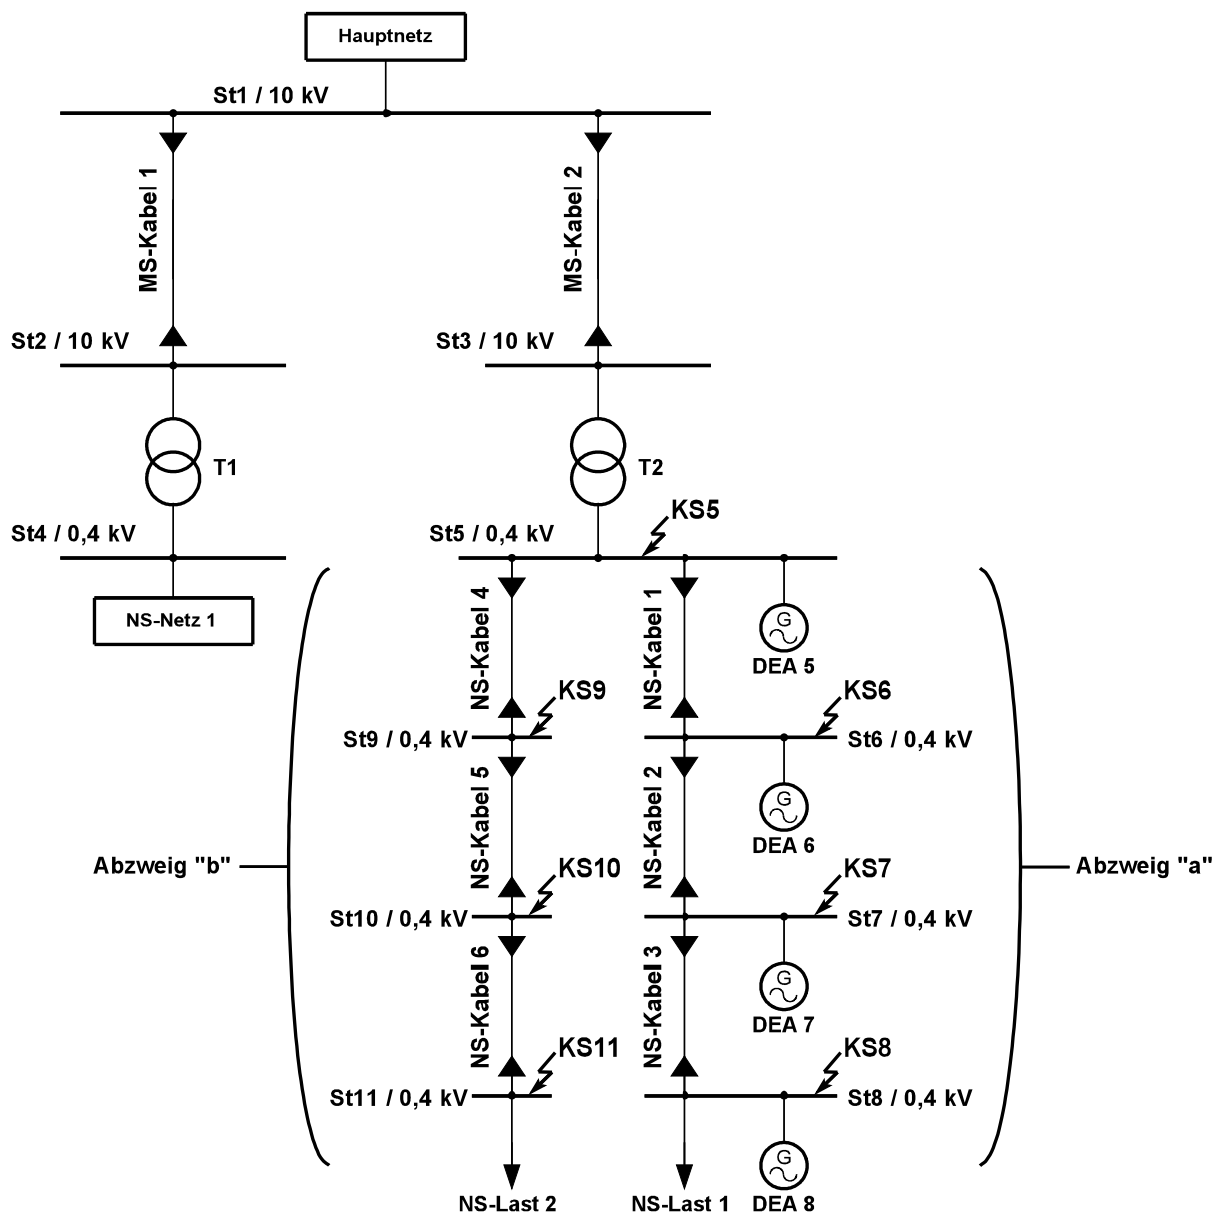 Hauptnetz
St1 / 10 kV
MS-Kabel 1
MS-Kabel 2
St2 / 10 kV
St3 / 10 kV
T1
T2
KS5
St4 / 0,4 kV
St5 / 0,4 kV
NS-Netz 1
NS-Kabel 4
NS-Kabel 1
G
DEA 5
KS9
KS6
St9 / 0,4 kV
St6 / 0,4 kV
NS-Kabel 5
NS-Kabel 2
G
DEA 6
Abzweig "b"
Abzweig "a"
KS10
KS7
St10 / 0,4 kV
St7 / 0,4 kV
NS-Kabel 6
NS-Kabel 3
G
DEA 7
KS11
KS8
St11 / 0,4 kV
St8 / 0,4 kV
G
NS-Last 2
NS-Last 1
DEA 8